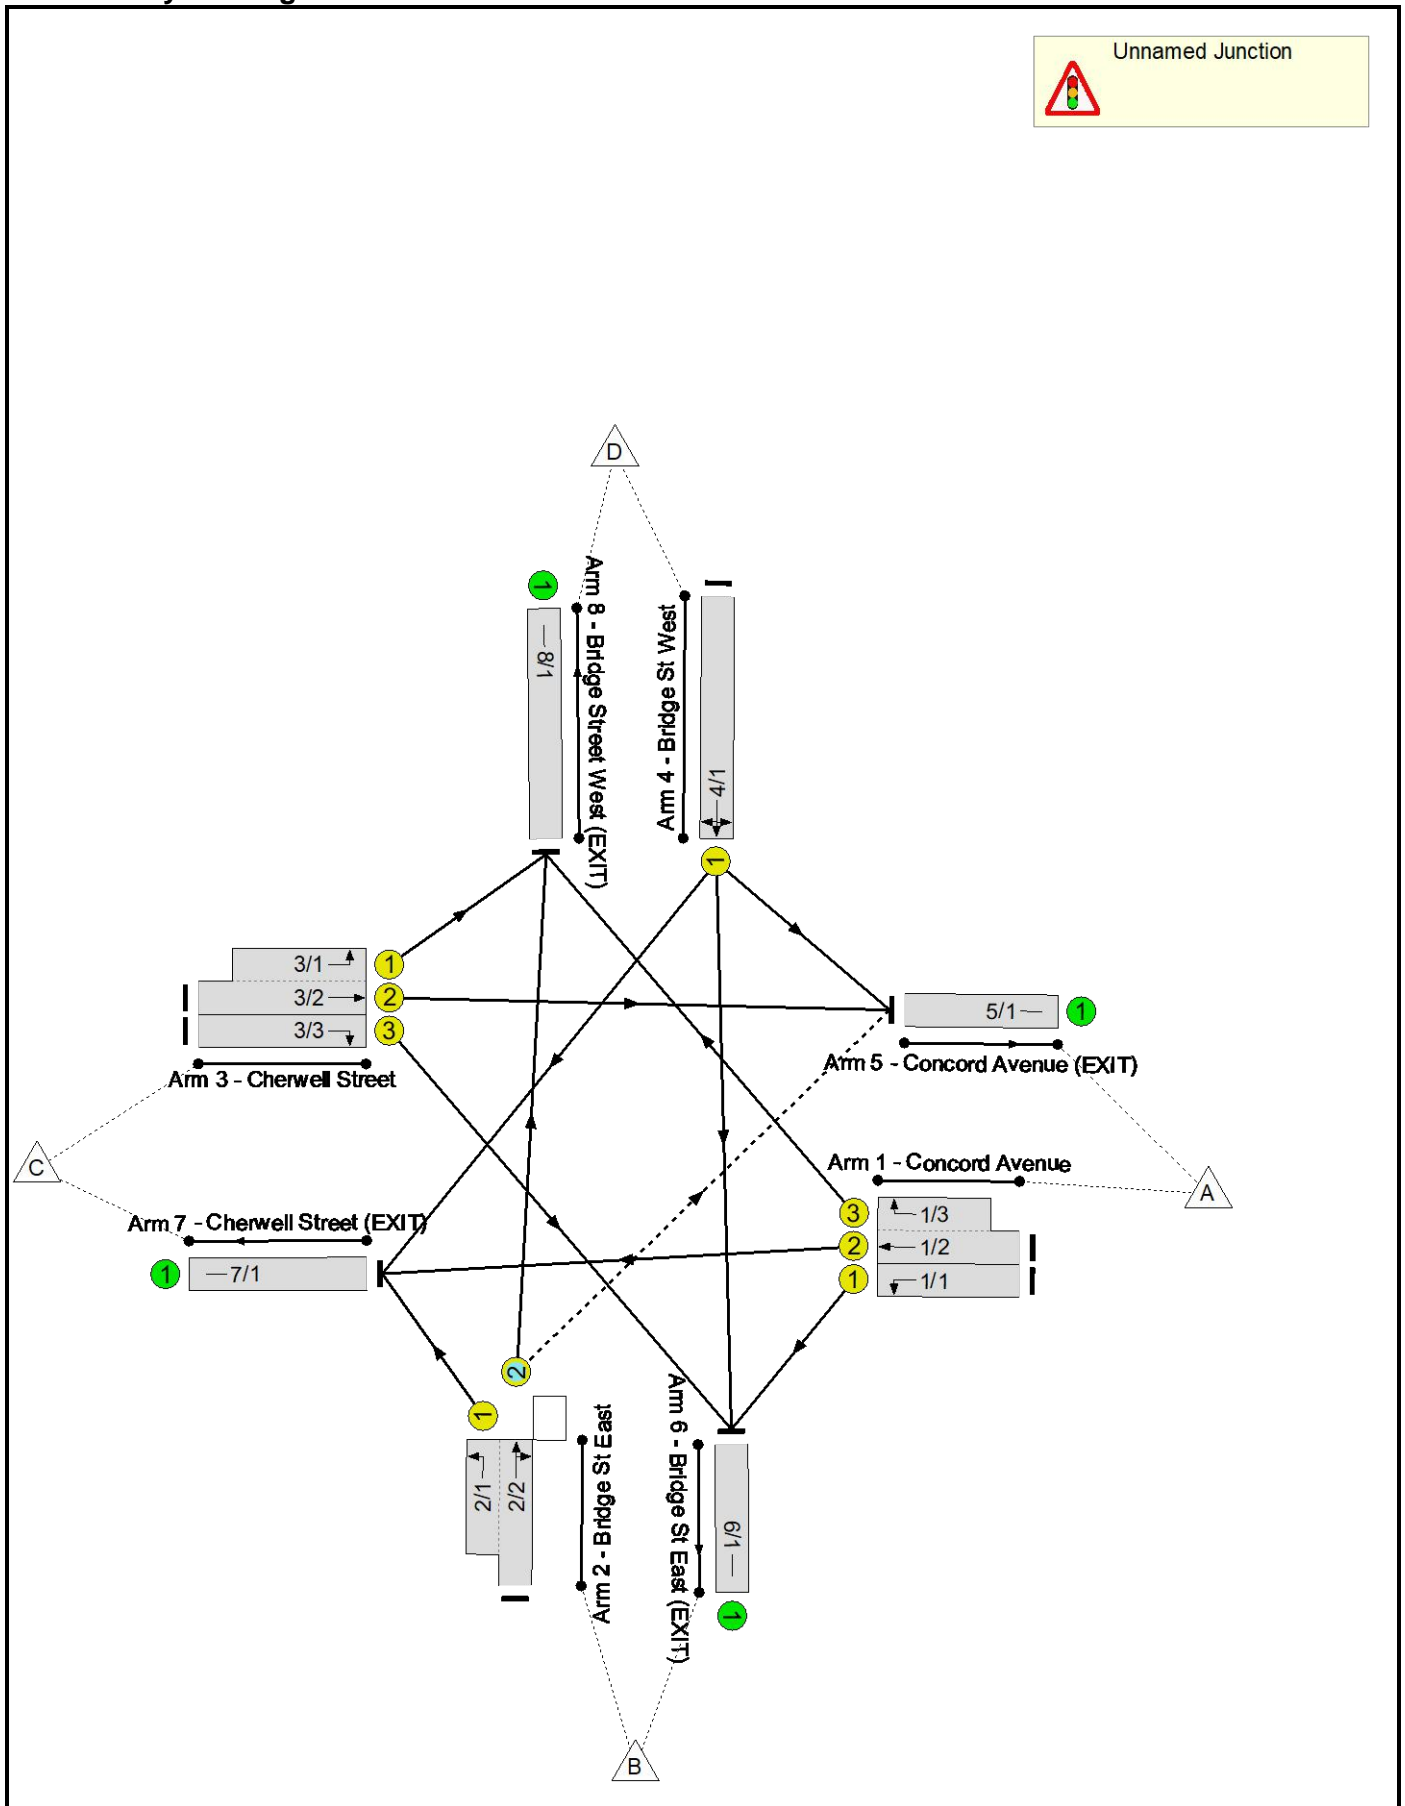 Unnamed Junction
D
1
Arm 8 - Bridge Street West (EXIT)
8/1
Arm 4 - Bridge St West
4/1
1
3/1
1
3/2
2
3/3
3
Arm 3 - Cherwell Street
5/1
1
Arm 5 - Concord Avenue (EXIT)
C
Arm 1 - Concord Avenue
A
3
1/3
2
1/2
1
1/1
Arm 7 - Cherwell Street (EXIT)
1
7/1
2
1
2/1
2/2
Arm 2 - Bridge St East
Arm 6 - Bridge St East (EXIT)
6/1
1
B